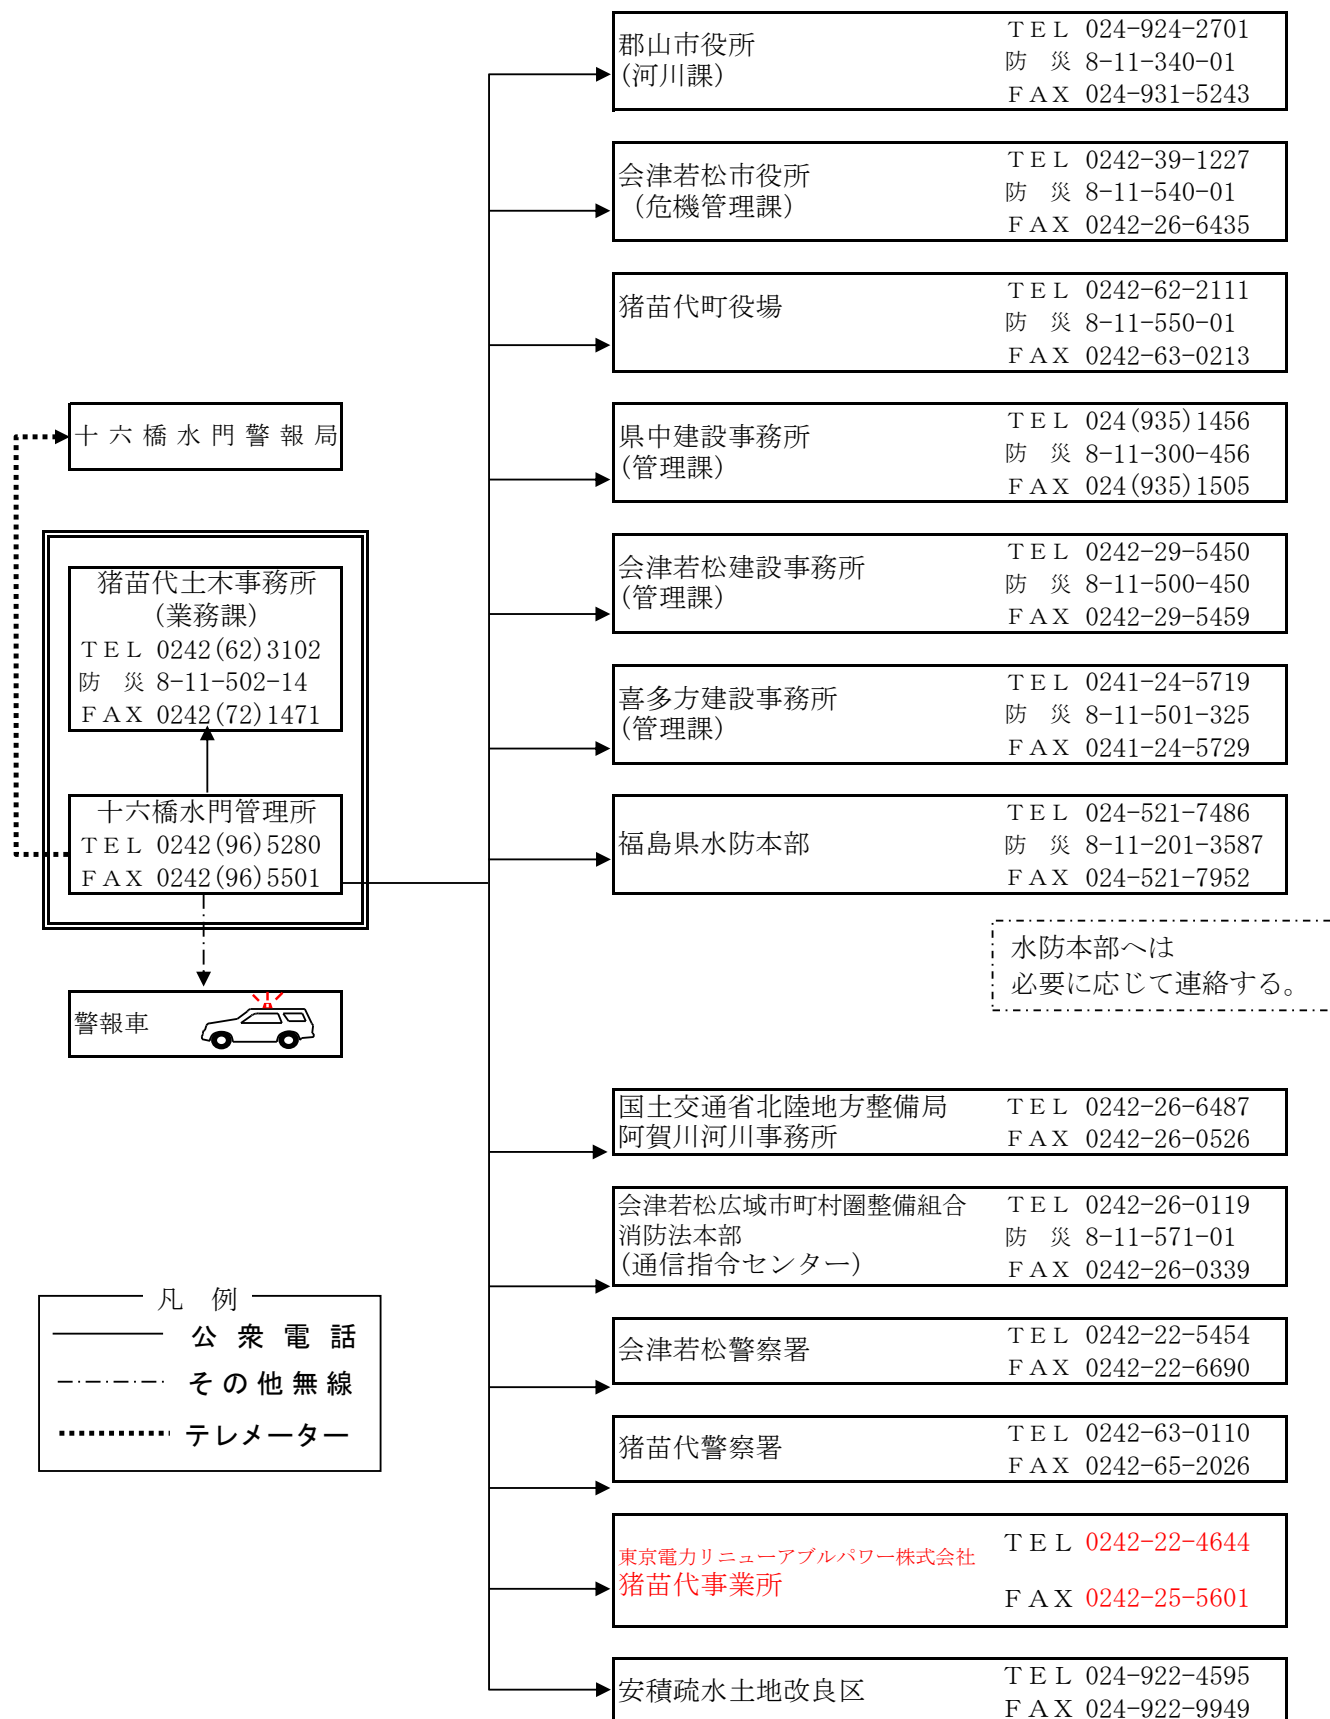 郡山市役所
(河川課)
ＴＥＬ 024-924-2701
防　災 8-11-340-01
ＦＡＸ 024-931-5243
会津若松市役所
（危機管理課）
ＴＥＬ 0242-39-1227
防　災 8-11-540-01
ＦＡＸ 0242-26-6435
猪苗代町役場
ＴＥＬ 0242-62-2111
防　災 8-11-550-01
ＦＡＸ 0242-63-0213
県中建設事務所
(管理課)
ＴＥＬ 024(935)1456
防　災 8-11-300-456
ＦＡＸ 024(935)1505
会津若松建設事務所
(管理課)
ＴＥＬ 0242-29-5450
防　災 8-11-500-450
ＦＡＸ 0242-29-5459
喜多方建設事務所
(管理課)
ＴＥＬ 0241-24-5719
防　災 8-11-501-325
ＦＡＸ 0241-24-5729
福島県水防本部
ＴＥＬ 024-521-7486
防　災 8-11-201-3587
ＦＡＸ 024-521-7952
水防本部へは
必要に応じて連絡する。
十六橋水門警報局
猪苗代土木事務所
(業務課)
ＴＥＬ 0242(62)3102
防　災 8-11-502-14
ＦＡＸ 0242(72)1471
十六橋水門管理所
ＴＥＬ 0242(96)5280
ＦＡＸ 0242(96)5501
警報車
国土交通省北陸地方整備局
阿賀川河川事務所
ＴＥＬ 0242-26-6487
ＦＡＸ 0242-26-0526
会津若松広域市町村圏整備組合
消防法本部
(通信指令センター)
ＴＥＬ 0242-26-0119
防　災 8-11-571-01
ＦＡＸ 0242-26-0339
会津若松警察署
ＴＥＬ 0242-22-5454
ＦＡＸ 0242-22-6690
猪苗代警察署
ＴＥＬ 0242-63-0110
ＦＡＸ 0242-65-2026
東京電力リニューアブルパワー株式会社
猪苗代事業所
ＴＥＬ 0242-22-4644
ＦＡＸ 0242-25-5601
安積疏水土地改良区
ＴＥＬ 024-922-4595
ＦＡＸ 024-922-9949
凡　例
公衆電話
その他無線
テレメーター